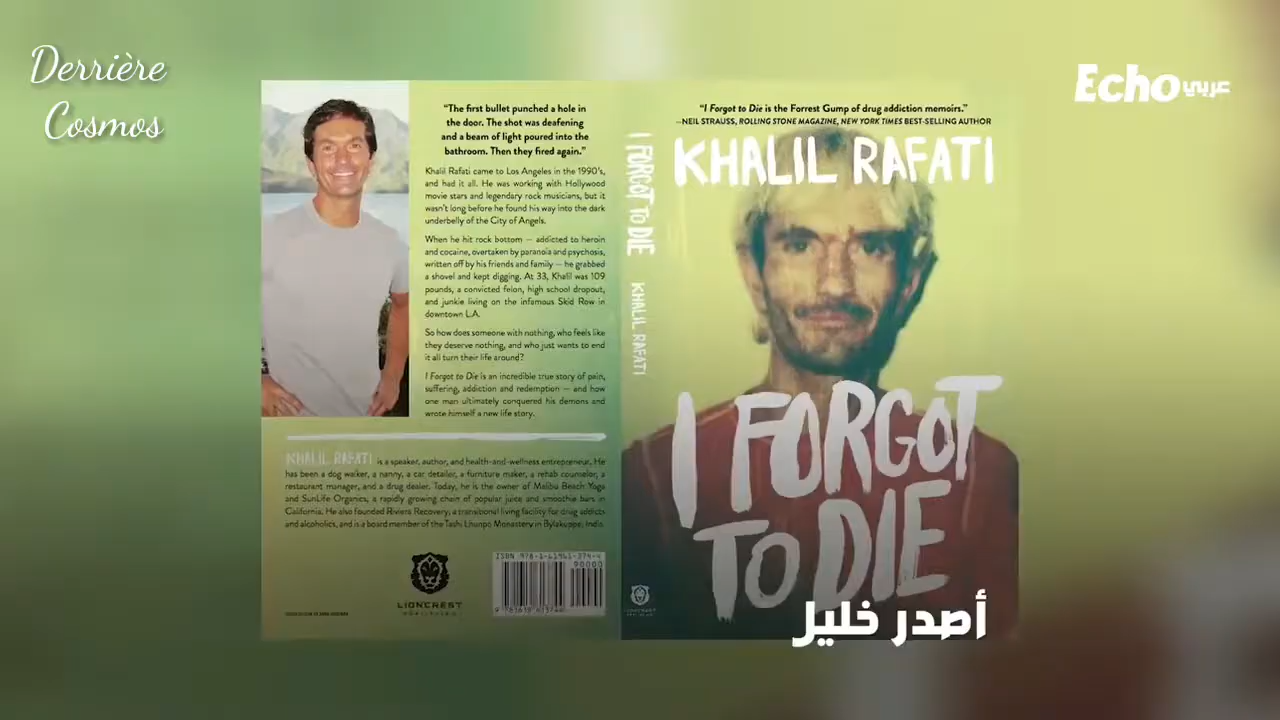 Derrière
Cosmos
Echo عربي
“The first bullet punched a hole in
the door. The shot was deafening
and a beam of light poured into the
bathroom. Then they fired again.”
Khalil Rafati came to Los Angeles in the 1990’s,
and had it all. He was working with Hollywood
movie stars and legendary rock musicians, but it
wasn’t long before he found his way into the dark
underbelly of the City of Angels.
When he hit rock bottom — addicted to heroin
and cocaine, overtaken by paranoia and psychosis,
written off by his friends and family — he grabbed
a shovel and kept digging. At 33, Khalil was 109
pounds, a convicted felon, high school dropout,
and junkie living on the infamous Skid Row in
downtown L.A.
So how does someone with nothing, who feels like
they deserve nothing, and who just wants to end
it all turn their life around?
I Forgot to Die is an incredible true story of pain,
suffering, addiction and redemption — and how
one man ultimately conquered his demons and
wrote himself a new life story.
KHALIL RAFATI is a speaker, author, and health-and-wellness entrepreneur. He
has been a dog walker, a nanny, a car detailer, a furniture maker, a rehab counselor, a
restaurant manager, and a drug dealer. Today, he is the owner of Malibu Beach Yoga
and SunLife Organics, a rapidly growing chain of popular juice and smoothie bars in
California. He also founded Riviera Recovery, a transitional living facility for drug addicts
and alcoholics, and is a board member of the Tashi Lhunpo Monastery in Bylakuppe, India.
LIONCREST
PUBLISHING
ISBN 978-1-61961-374-4
90000
I FORGOT TO DIE
KHALIL RAFATI
“I Forgot to Die is the Forrest Gump of drug addiction memoirs.”
—NEIL STRAUSS, ROLLING STONE MAGAZINE, NEW YORK TIMES BEST-SELLING AUTHOR
KHALIL RAFATI
I FORGOT
TO DIE
أصدر خليل